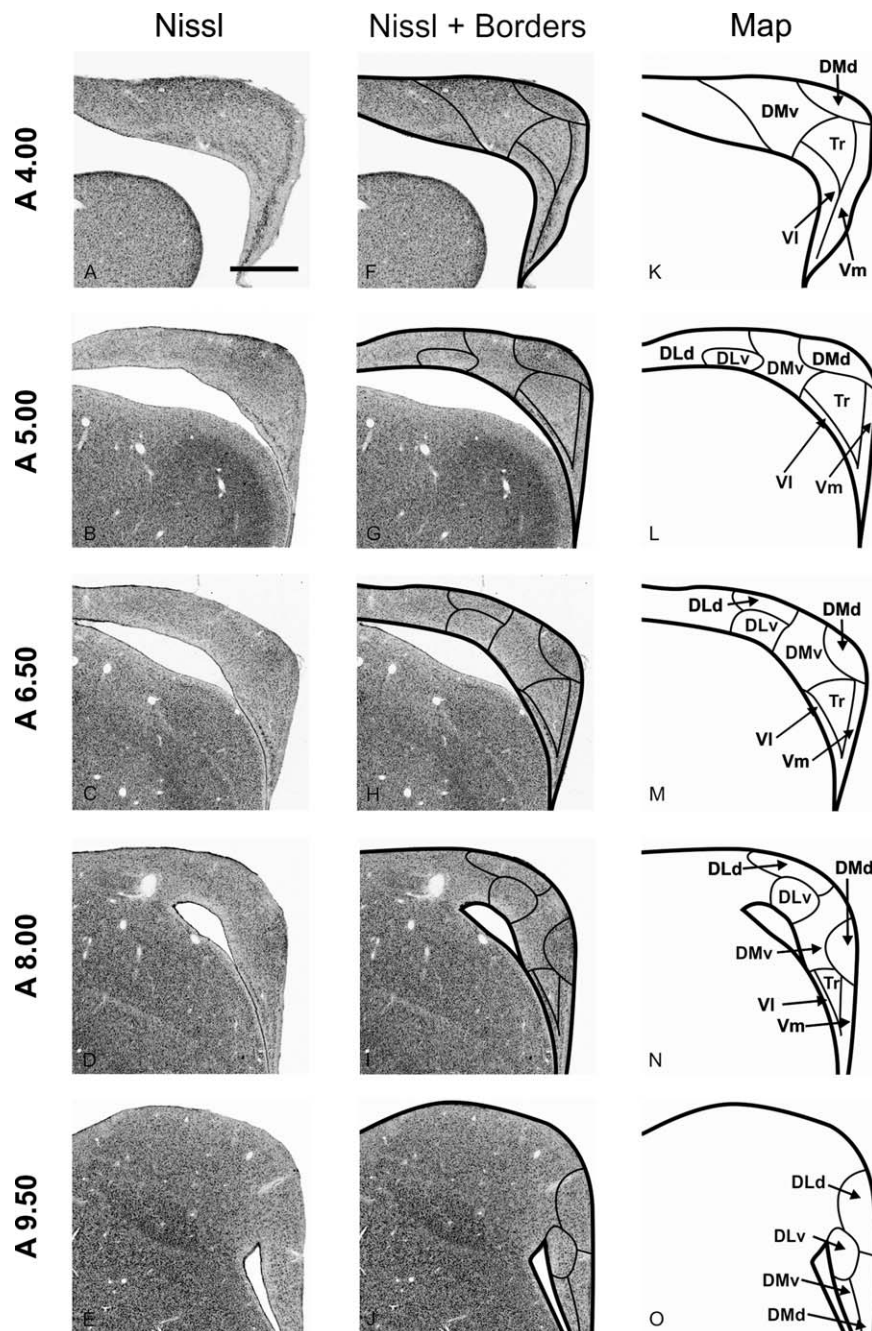 Nissl
Nissl + Borders
Map
A 4.00
A
F
DMd
DMv
Tr
Vl
Vm
K
A 5.00
B
G
DLd
DLv
DMv
DMd
Tr
Vl
Vm
L
A 6.50
C
H
DLd
DLv
DMd
DMv
Tr
Vl
Vm
M
A 8.00
D
I
DLd
DMd
DLv
DMv
Tr
Vl
Vm
N
A 9.50
E
J
DLd
DLv
DMv
DMd
O